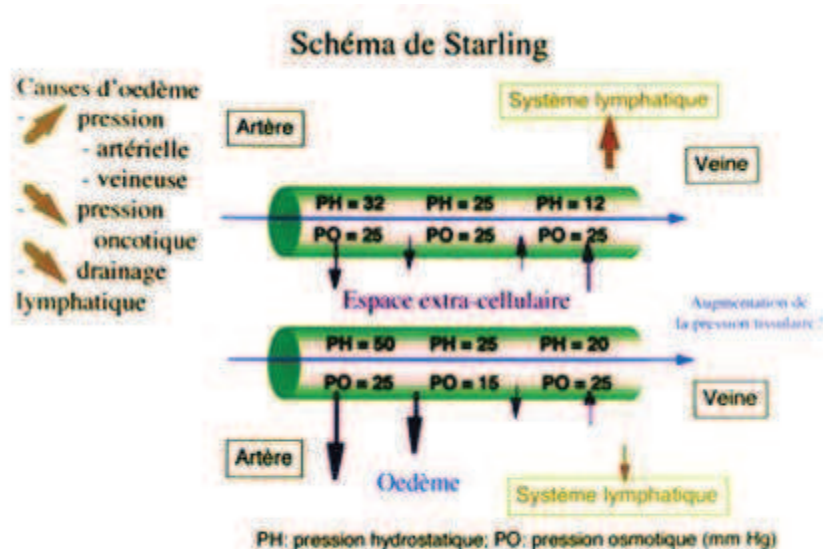 Schéma de Starling
Causes d'oedème
- pression
- artérielle
- veineuse
- pression
oncotique
- drainage
lymphatique
Artère
Système lymphatique
Veine
PH = 32 PH = 25 PH = 12
PO = 25 PO = 25 PO = 25
Espace extra-cellulaire
Augmentation de
la pression tissulaire
PH = 50 PH = 25 PH = 20
PO = 25 PO = 15 PO = 25
Veine
Artère
Oedème
Système lymphatique
PH: pression hydrostatique; PO: pression osmotique (mm Hg)